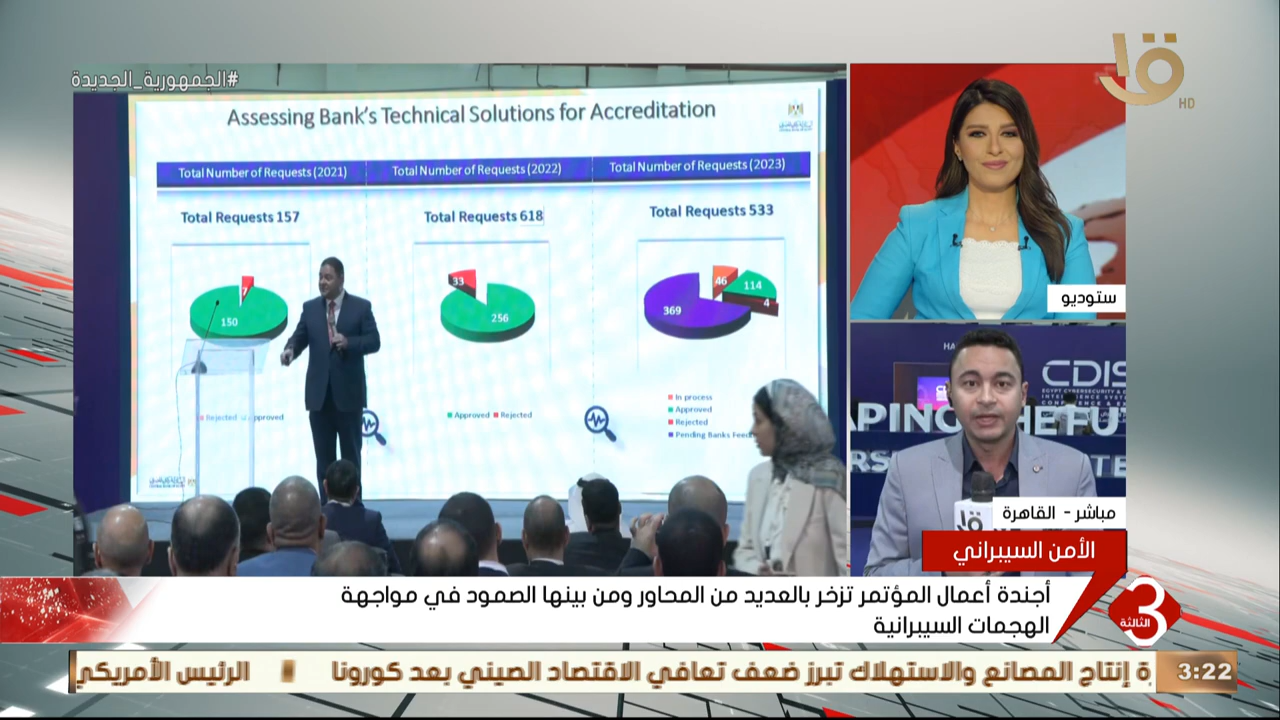 #الجمهورية_الجديدة
HD
Assessing Bank's Technical Solutions for Accreditation
Total Number of Requests (2021)
Total Number of Requests (2022)
Total Number of Requests (2023)
Total Requests 157
Total Requests 618
Total Requests 533
7
150
33
256
46
114
4
369
Rejected
Approved
Approved
Rejected
In process
Approved
Rejected
Pending Banks
ستوديو
CDIS
EGYPT CYBERSECURITY &
INTELLIGENCE SYSTEMS
مباشر - القاهرة
الأمن السيبراني
أجندة أعمال المؤتمر تزخر بالعديد من المحاور ومن بينها الصمود في مواجهة
الهجمات السيبرانية
3
الثالثة
إنتاج المصانع والاستهلاك تبرز ضعف تعافي الاقتصاد الصيني بعد كورونا
الرئيس الأمريكي
3:22